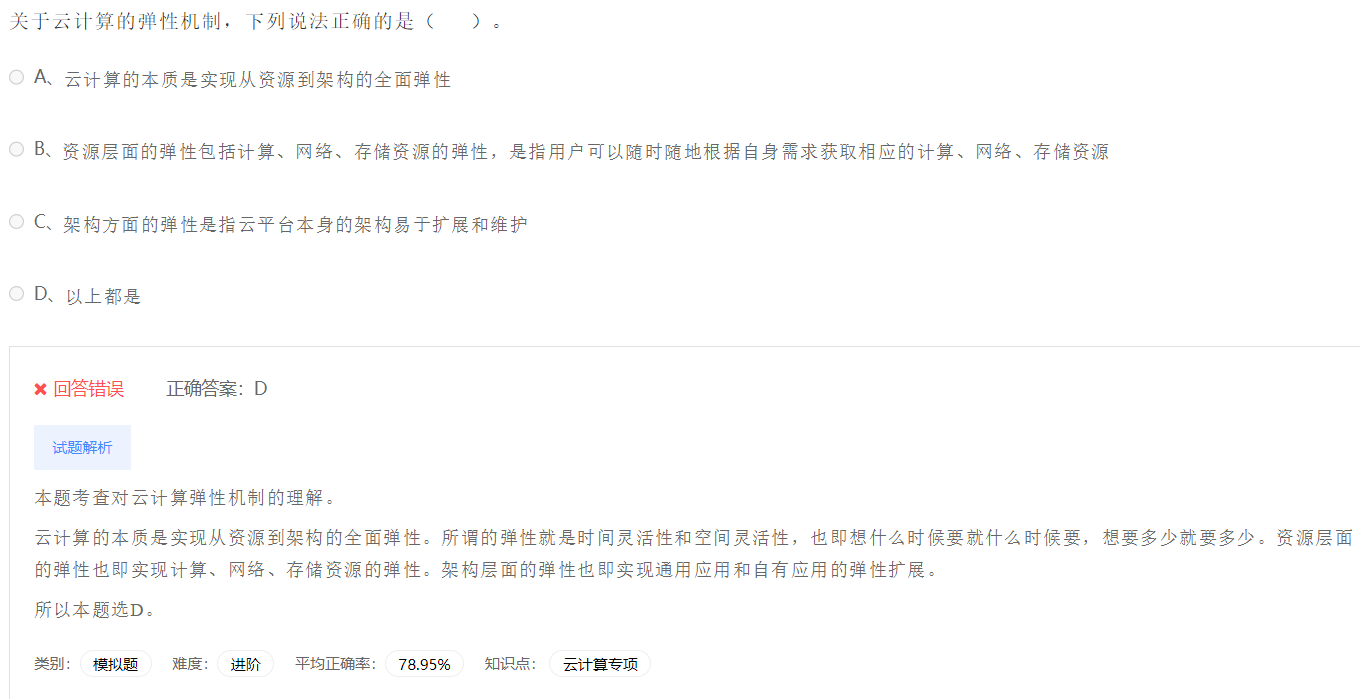 关于云计算的弹性机制，下列说法正确的是（　　）。
A、云计算的本质是实现从资源到架构的全面弹性
B、资源层面的弹性包括计算、网络、存储资源的弹性，是指用户可以随时随地根据自身需求获取相应的计算、网络、存储资源
C、架构方面的弹性是指云平台本身的架构易于扩展和维护
D、以上都是
回答错误 正确答案：D
试题解析
本题考查对云计算弹性机制的理解。
云计算的本质是实现从资源到架构的全面弹性。所谓的弹性就是时间灵活性和空间灵活性，也即想什么时候要就什么时候要，想要多少就要多少。资源层面
的弹性也即实现计算、网络、存储资源的弹性。架构层面的弹性也即实现通用应用和自有应用的弹性扩展。
所以本题选D。
类别： 模拟题 难度： 进阶 平均正确率： 78.95% 知识点： 云计算专项